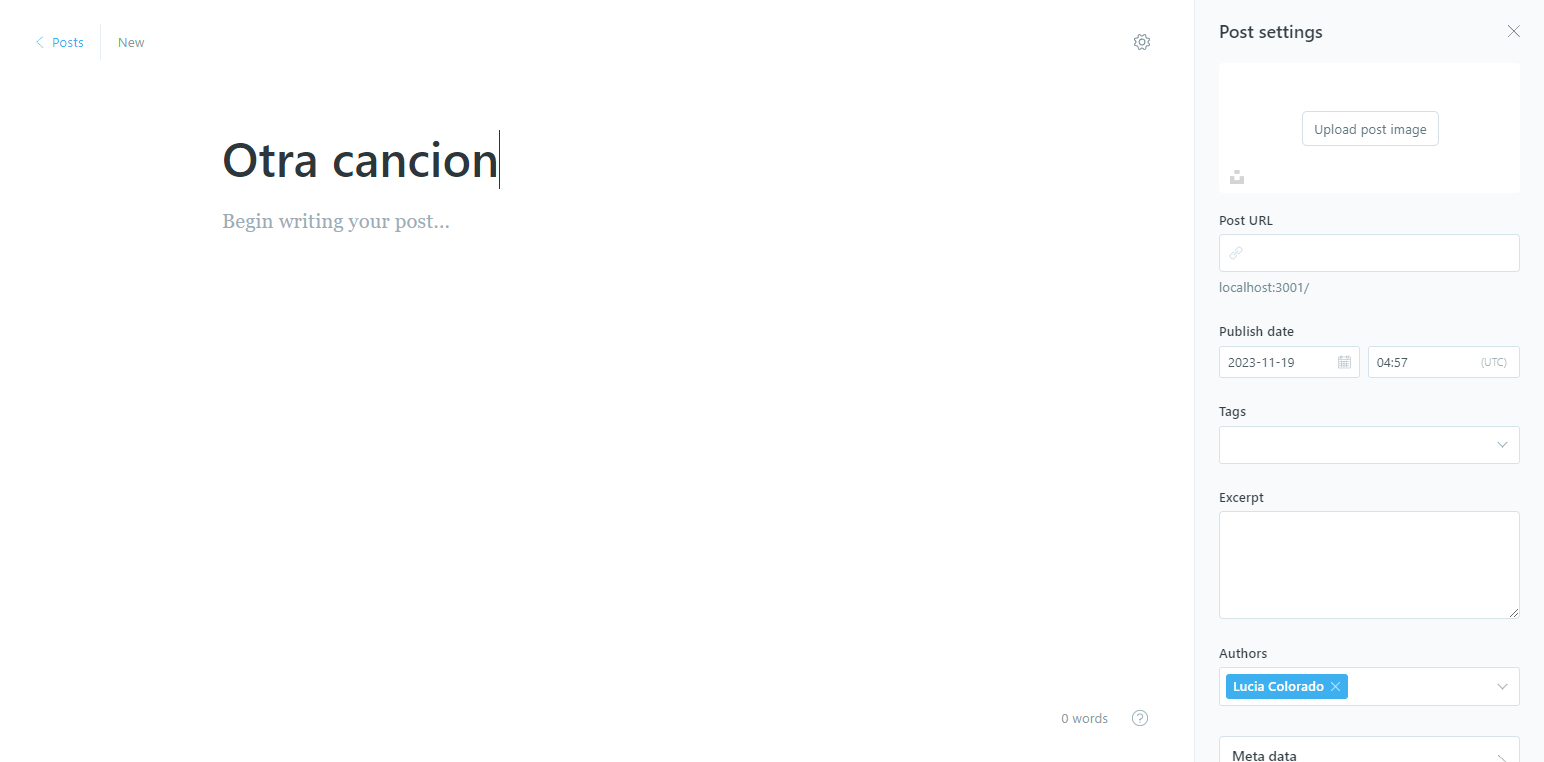 Posts
New
Otra cancion
Begin writing your post...
0 words
Post settings
Upload post image
Post URL
localhost:3001/
Publish date
2023-11-19
04:57
(UTC)
Tags
Excerpt
Authors
Lucia Colorado
Meta data